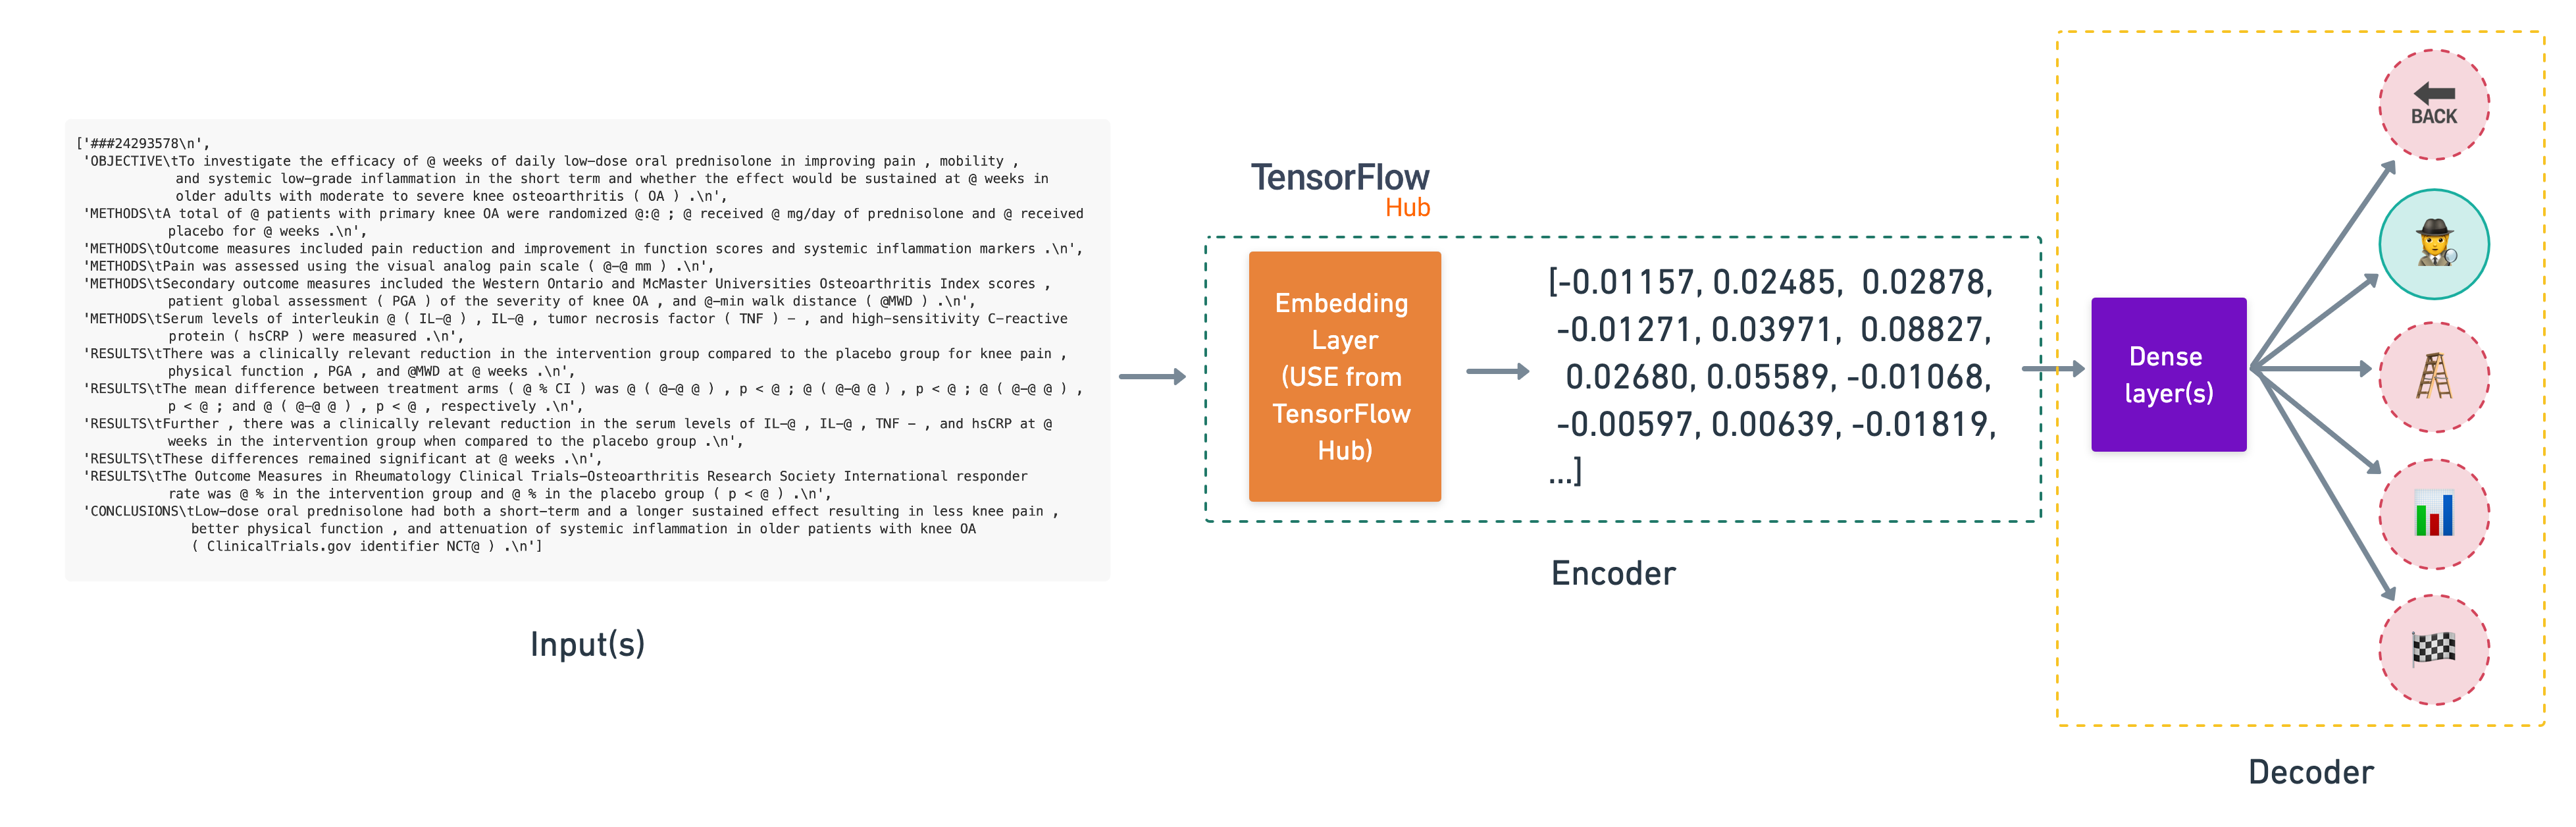 ['###24293578\n',
'OBJECTIVE\tTo investigate the efficacy of @ weeks of daily low-dose oral prednisolone in improving pain , mobility ,
and systemic low-grade inflammation in the short term and whether the effect would be sustained at @ weeks in
older adults with moderate to severe knee osteoarthritis ( OA ) .\n',
'METHODS\tA total of @ patients with primary knee OA were randomized @:@ ; @ received @ mg/day of prednisolone and @ received
placebo for @ weeks .\n',
'METHODS\tOutcome measures included pain reduction and improvement in function scores and systemic inflammation markers .\n',
'METHODS\tPain was assessed using the visual analog pain scale ( @-@ mm ) .\n',
'METHODS\tSecondary outcome measures included the Western Ontario and McMaster Universities Osteoarthritis Index scores ,
patient global assessment ( PGA ) of the severity of knee OA , and @-min walk distance ( @MWD ) .\n',
'METHODS\tSerum levels of interleukin @ ( IL-@ ) , IL-@ , tumor necrosis factor ( TNF ) - , and high-sensitivity C-reactive
protein ( hsCRP ) were measured .\n',
'RESULTS\tThere was a clinically relevant reduction in the intervention group compared to the placebo group for knee pain ,
physical function , PGA , and @MWD at @ weeks .\n',
'RESULTS\tThe mean difference between treatment arms ( @ % CI ) was @ ( @-@ @ ) , p < @ ; @ ( @-@ @ ) , p < @ ; @ ( @-@ @ ) ,
p < @ ; and @ ( @-@ @ ) , p < @ , respectively .\n',
'RESULTS\tFurther , there was a clinically relevant reduction in the serum levels of IL-@ , IL-@ , TNF - , and hsCRP at @
weeks in the intervention group when compared to the placebo group .\n',
'RESULTS\tThese differences remained significant at @ weeks .\n',
'RESULTS\tThe Outcome Measures in Rheumatology Clinical Trials-Osteoarthritis Research Society International responder
rate was @ % in the intervention group and @ % in the placebo group ( p < @ ) .\n',
'CONCLUSIONS\tLow-dose oral prednisolone had both a short-term and a longer sustained effect resulting in less knee pain ,
better physical function , and attenuation of systemic inflammation in older patients with knee OA
( ClinicalTrials.gov identifier NCT@ ) .\n']
Input(s)
TensorFlow
Hub
Embedding
Layer
(USE from
TensorFlow
Hub)
[-0.01157, 0.02485, 0.02878,
-0.01271, 0.03971, 0.08827,
0.02680, 0.05589, -0.01068,
-0.00597, 0.00639, -0.01819,
...]
Encoder
Dense
layer(s)
BACK
Decoder